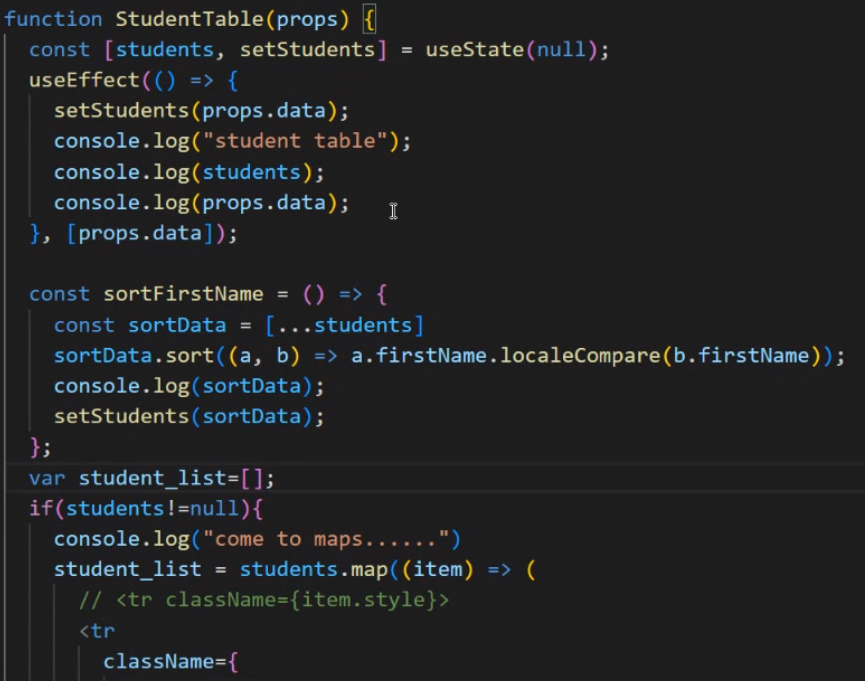 function StudentTable(props) {
const [students, setStudents] = useState(null);
useEffect(() => {
setStudents(props.data);
console.log("student table");
console.log(students);
console.log(props.data);
}, [props.data]);
const sortFirstName = () => {
const sortData = [...students]
sortData.sort((a, b) => a.firstName.localeCompare(b.firstName));
console.log(sortData);
setStudents(sortData);
};
var student_list=[];
if(students!=null){
console.log("come to maps......")
student_list = students.map((item) => (
// <tr className={item.style}>
<tr
className={